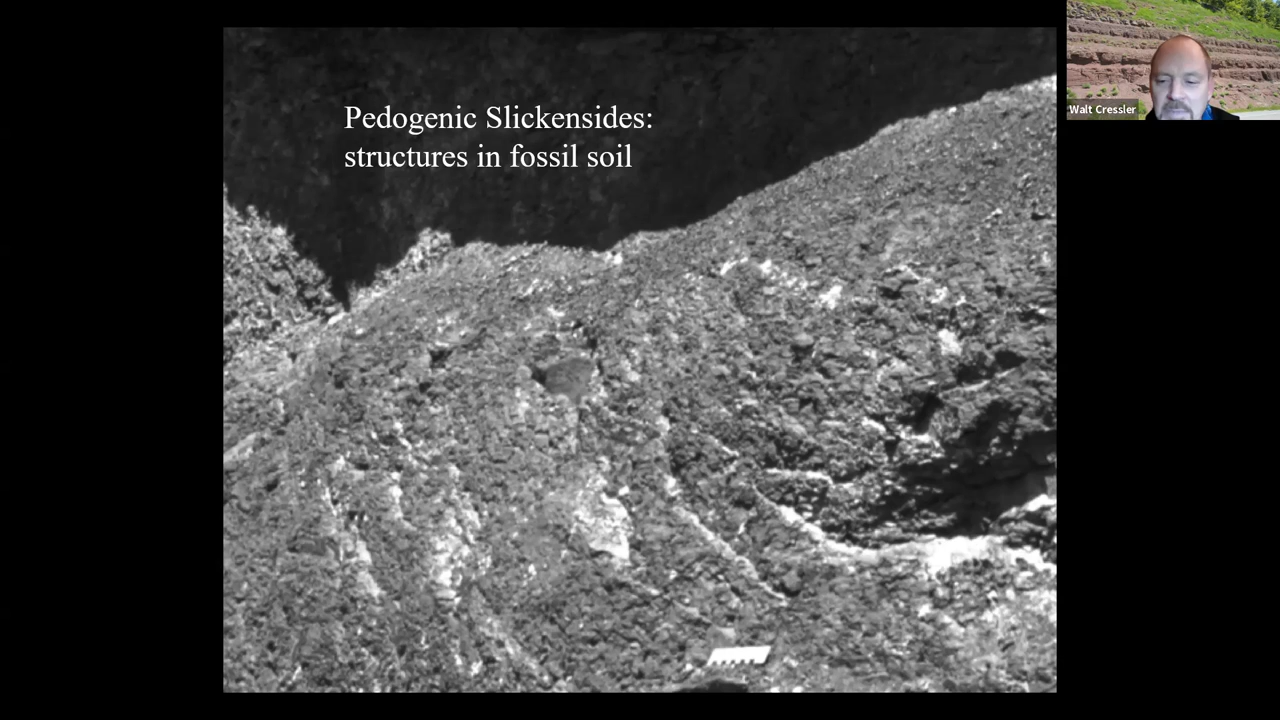 Pedogenic Slickensides:
structures in fossil soil
Walt Cressler